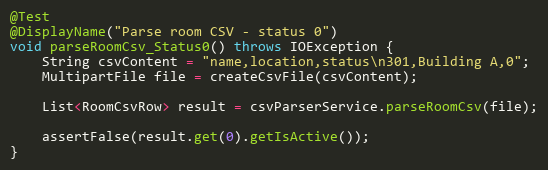 @Test
@DisplayName("Parse room CSV - status 0")
void parseRoomCsv_Status0() throws IOException {
    String csvContent = "name,location,status\n301,Building A,0";
    MultipartFile file = createCsvFile(csvContent);

    List<RoomCsvRow> result = csvParserService.parseRoomCsv(file);

    assertFalse(result.get(0).getIsActive());
}